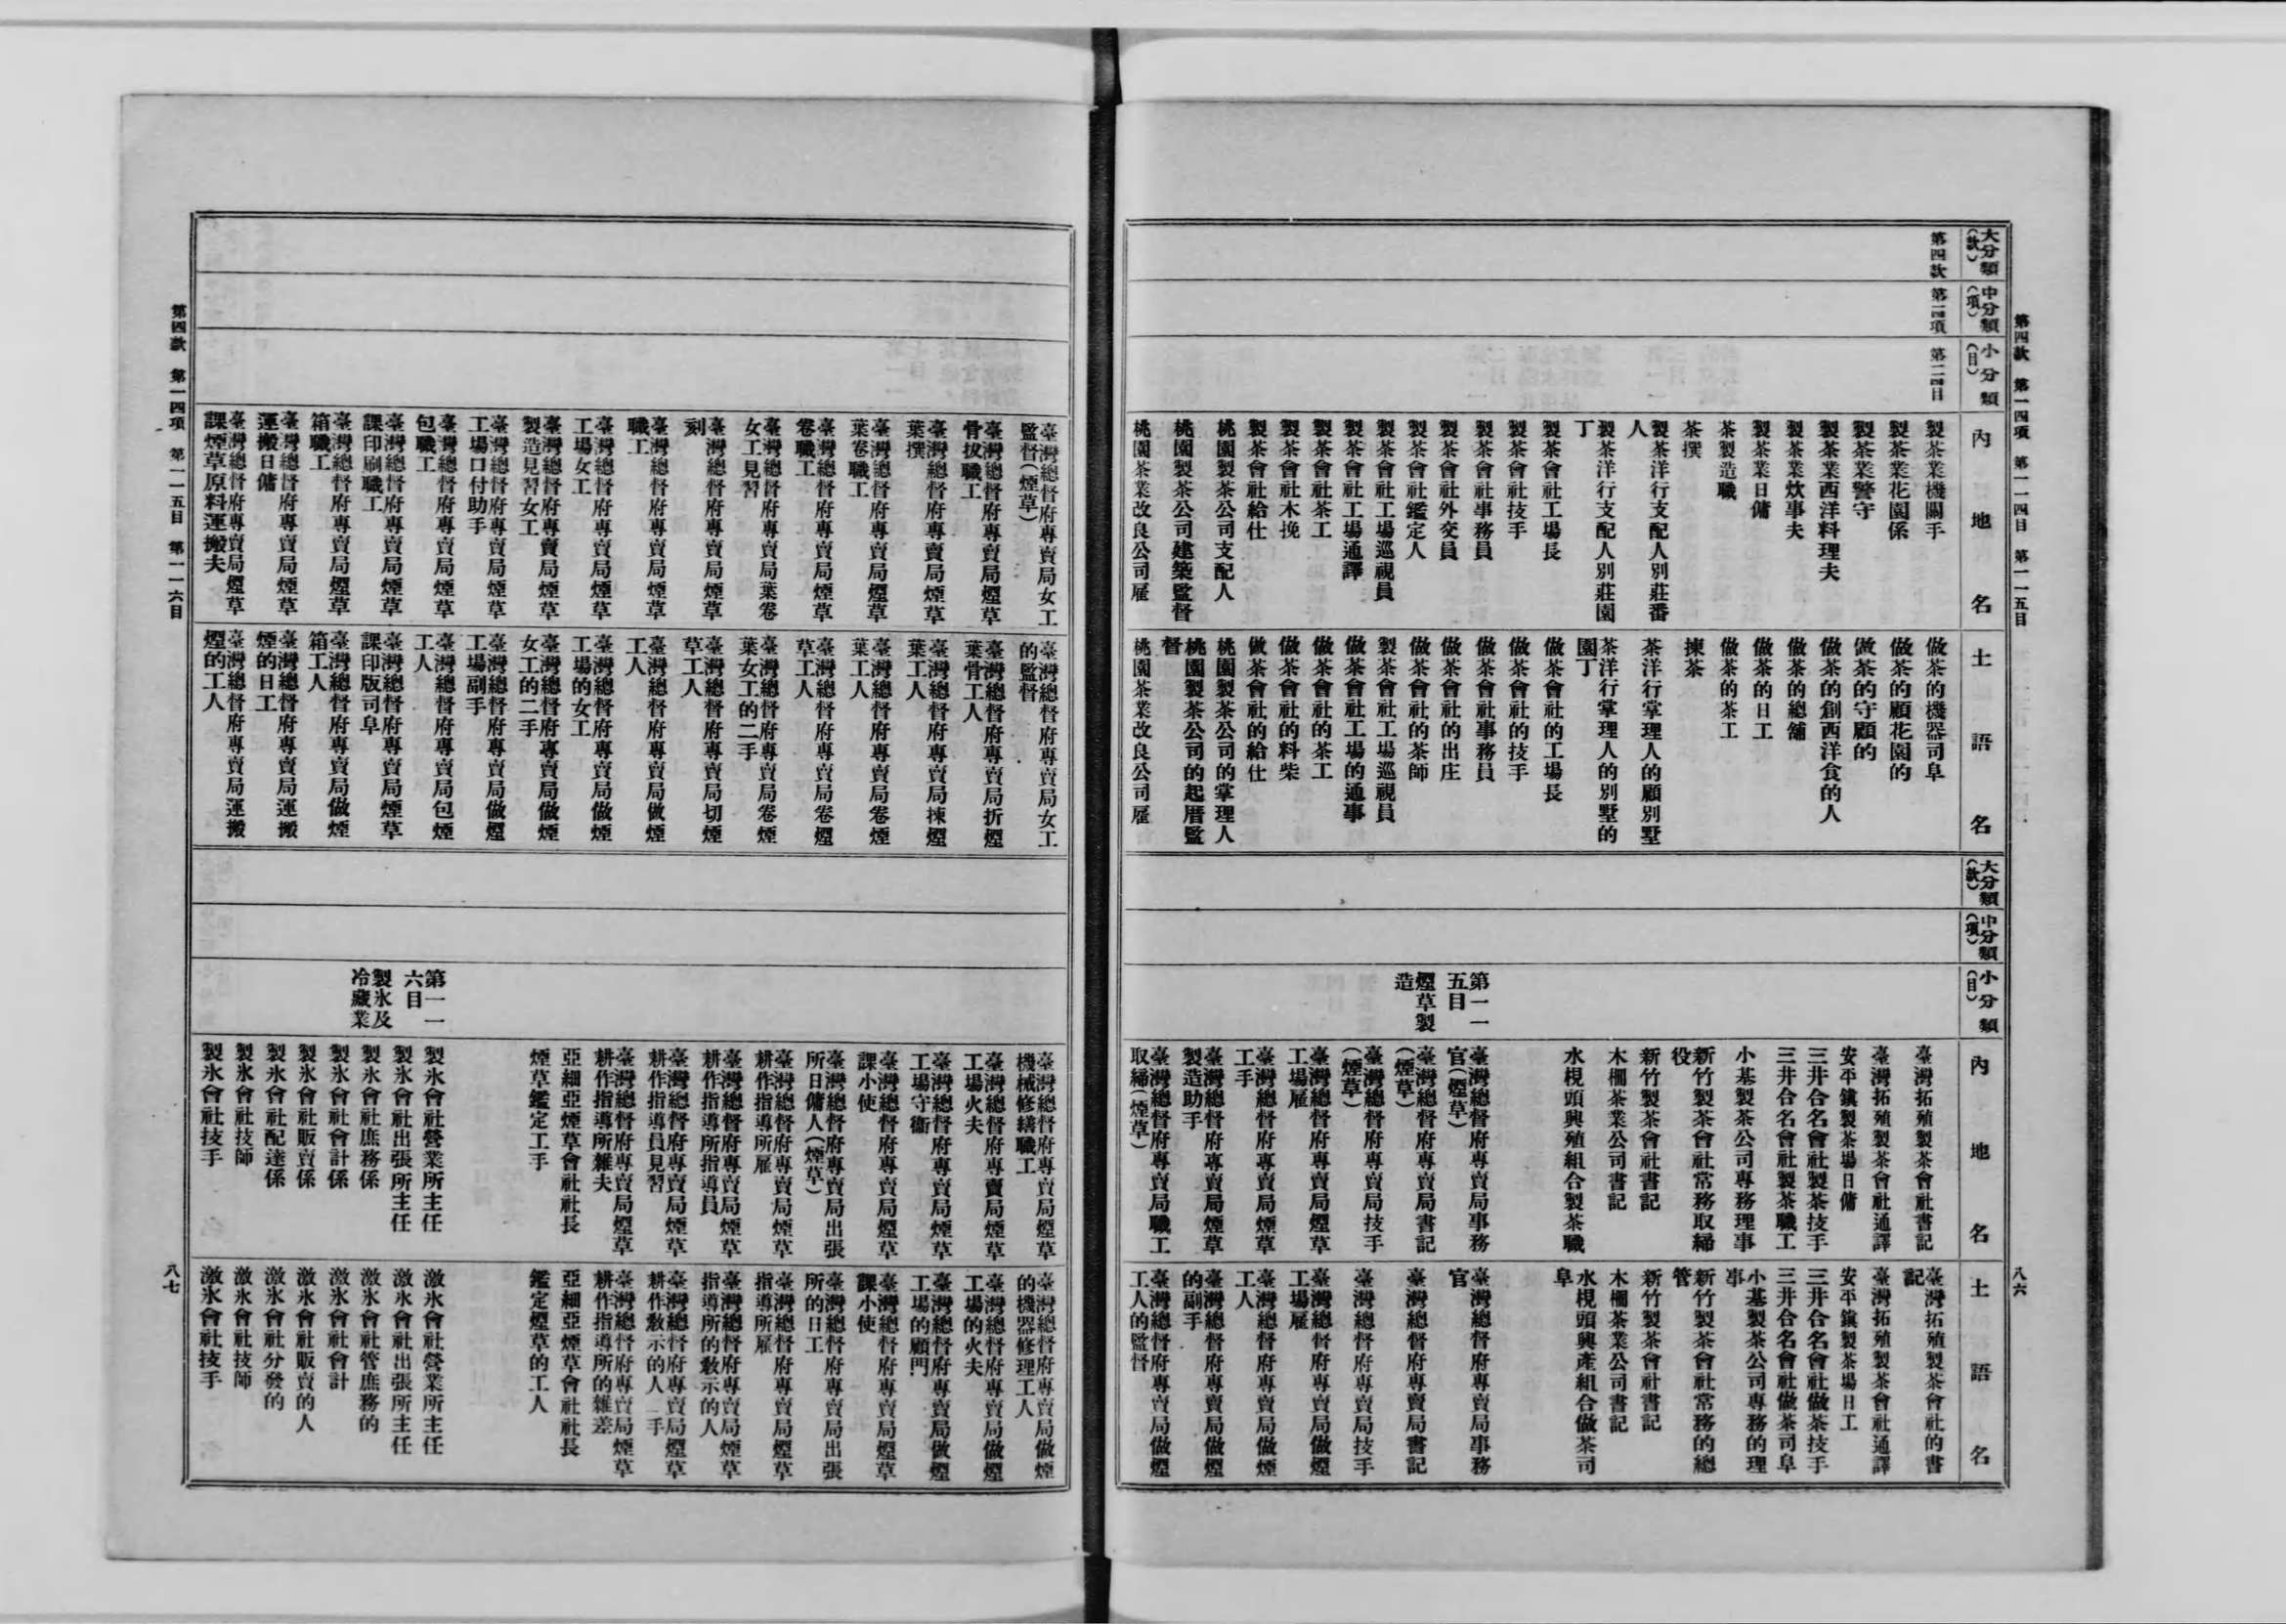 第四款 第一四項 第一一四目 第一一五目
八六
大分類(款)
中分類(項)
小分類(目)
內地名
土語名
第四款
第一四項
第一一四目
製茶業機關手
製茶業花園係
製茶業警守
製茶業西洋料理夫
製茶業炊事夫
製茶業日傭
茶製造職
茶撰
製茶洋行支配人別莊番
人
製茶洋行支配人別莊園
丁
製茶會社工場長
製茶會社技手
製茶會社事務員
製茶會社外交員
製茶會社鑑定人
製茶會社工場巡視員
製茶會社工場通譯
製茶會社茶工
製茶會社木挽
製茶會社給仕
桃園製茶公司支配人
桃園製茶公司建築監督
桃園茶業改良公司雇
做茶的機器司阜
做茶的顧花園的
做茶的守顧的
做茶的創西洋食的人
做茶的總舖
做茶的日工
做茶的茶工
揀茶
茶洋行掌理人的顧別墅
茶洋行掌理人的別墅的
園丁
做茶會社的工場長
做茶會社的技手
做茶會社事務員
做茶會社的出庄
做茶會社的茶師
製茶會社工場巡視員
做茶會社工場的通事
做茶會社的茶工
做茶會社的料柴
做茶會社的給仕
桃園製茶公司的掌理人
桃園製茶公司的起厝監
督
桃園茶業改良公司雇
大分類(款)
中分類(項)
小分類(目)
內地名
土語名
臺灣拓殖製茶會社書記
臺灣拓殖製茶會社通譯
安平鎮製茶場日傭
三井合名會社製茶技手
三井合名會社製茶職工
小基製茶公司專務理事
新竹製茶會社常務取締
役
新竹製茶會社書記
木柵茶業公司書記
水梘頭興殖組合製茶職
第一一
五目
煙草製
造
臺灣總督府專賣局事務
官(煙草)
臺灣總督府專賣局書記
(煙草)
臺灣總督府專賣局技手
(煙草)
臺灣總督府專賣局煙草
工場雇
臺灣總督府專賣局煙草
工手
臺灣總督府專賣局煙草
製造助手
臺灣總督府專賣局職工
取締(煙草)
臺灣拓殖製茶會社的書
記
臺灣拓殖製茶會社通譯
安平鎮製茶場日工
三井合名會社做茶技手
三井合名會社做茶司阜
小基製茶公司專務的理
事
新竹製茶會社常務的總
管
新竹製茶會社書記
木柵茶業公司書記
水梘頭興產組合做茶司
阜
臺灣總督府專賣局事務
官
臺灣總督府專賣局書記
臺灣總督府專賣局技手
臺灣總督府專賣局做煙
工場雇
臺灣總督府專賣局做煙
工人
臺灣總督府專賣局做煙
的副手
臺灣總督府專賣局做煙
工人的監督
臺灣總督府專賣局女工
監督(煙草)
臺灣總督府專賣局煙草
骨拔職工
臺灣總督府專賣局煙草
葉撰
臺灣總督府專賣局煙草
葉卷職工
臺灣總督府專賣局煙草
卷職工
臺灣總督府專賣局葉卷
女工見習
臺灣總督府專賣局煙草
刻
臺灣總督府專賣局煙草
職工
臺灣總督府專賣局煙草
工場女工
臺灣總督府專賣局煙草
製造見習女工
臺灣總督府專賣局煙草
工場口付助手
臺灣總督府專賣局煙草
包職工
臺灣總督府專賣局煙草
課印刷職工
臺灣總督府專賣局煙草
箱職工
臺灣總督府專賣局煙草
運搬日傭
臺灣總督府專賣局煙草
課煙草原料運搬夫
臺灣總督府專賣局女工
的監督
臺灣總督府專賣局折煙
葉骨工人
臺灣總督府專賣局揀煙
葉工人
臺灣總督府專賣局卷煙
葉工人
臺灣總督府專賣局卷煙
草工人
臺灣總督府專賣局卷煙
葉女工的二手
臺灣總督府專賣局切煙
草工人
臺灣總督府專賣局做煙
工人
臺灣總督府專賣局做煙
工場的女工
臺灣總督府專賣局做煙
女工的二手
臺灣總督府專賣局做煙
工場副手
臺灣總督府專賣局包煙
工人
臺灣總督府專賣局煙草
課印版司阜
臺灣總督府專賣局做煙
箱工人
臺灣總督府專賣局運搬
煙的日工
臺灣總督府專賣局運搬
煙的工人
臺灣總督府專賣局煙草
機械修繕職工
臺灣總督府專賣局煙草
工場火夫
臺灣總督府專賣局煙草
工場守衞
臺灣總督府專賣局煙草
課小使
臺灣總督府專賣局出張
所日傭人(煙草)
臺灣總督府專賣局煙草
耕作指導所雇
臺灣總督府專賣局煙草
耕作指導所指導員
臺灣總督府專賣局煙草
耕作指導員見習
臺灣總督府專賣局煙草
耕作指導所雜夫
亞細亞煙草會社社長
煙草鑑定工手
第一一
六目
製氷及
冷藏業
製氷會社營業所主任
製氷會社出張所主任
製氷會社庶務係
製氷會社會計係
製氷會社販賣係
製氷會社配達係
製氷會社技師
製氷會社技手
臺灣總督府專賣局做煙
的機器修理工人
臺灣總督府專賣局做煙
工場的火夫
臺灣總督府專賣局做煙
工場的顧門
臺灣總督府專賣局煙草
課小使
臺灣總督府專賣局出張
所的日工
臺灣總督府專賣局煙草
指導所雇
臺灣總督府專賣局煙草
指導所的敎示的人
臺灣總督府專賣局煙草
耕作敎示的人一手
臺灣總督府專賣局煙草
耕作指導所的雜差
亞細亞煙草會社社長
鑑定煙草的工人
激氷會社營業所主任
激氷會社出張所主任
激氷會社管庶務的
激氷會社會計
激氷會社販賣的人
激氷會社分發的
激氷會社技師
激氷會社技手
第四款 第一四項 第一一五目 第一一六目
八七